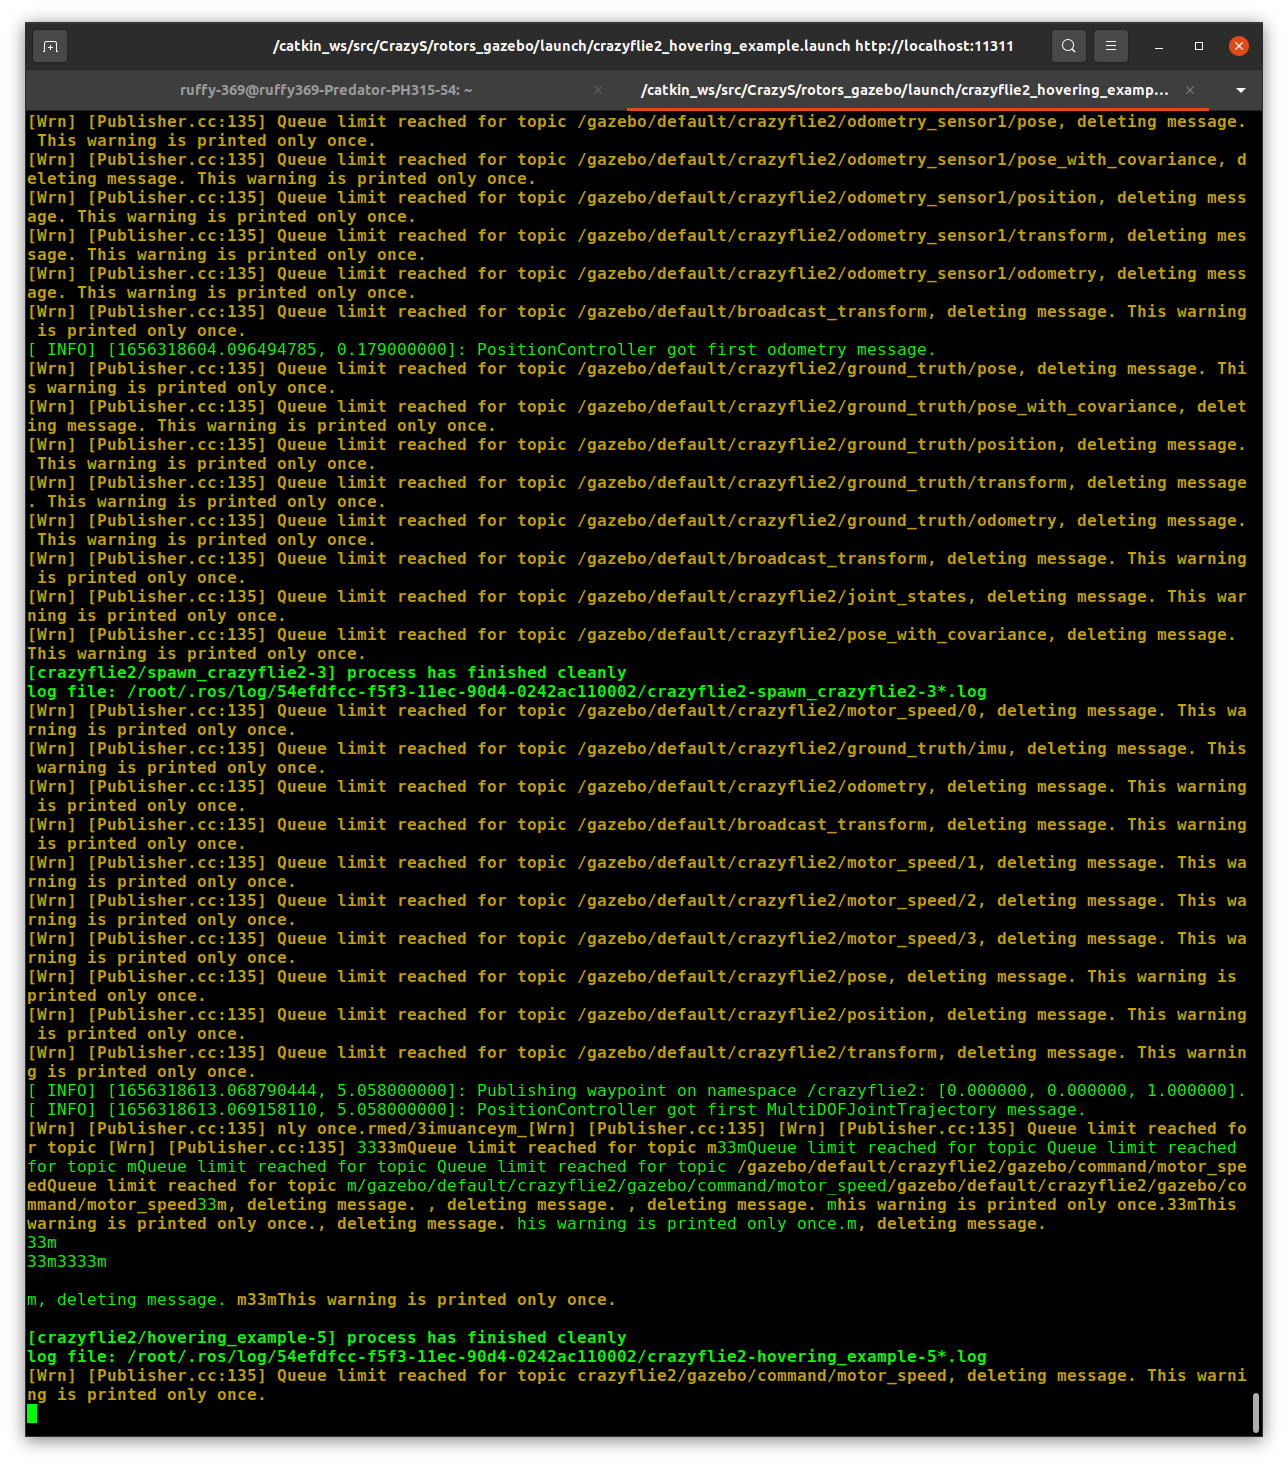 /catkin_ws/src/CrazyS/rotors_gazebo/launch/crazyflie2_hovering_example.launch http://localhost:11311
ruffy-369@ruffy369-Predator-PH315-54: ~
/catkin_ws/src/CrazyS/rotors_gazebo/launch/crazyflie2_hovering_examp...
[Wrn] [Publisher.cc:135] Queue limit reached for topic /gazebo/default/crazyflie2/odometry_sensor1/pose, deleting message.
 This warning is printed only once.
[Wrn] [Publisher.cc:135] Queue limit reached for topic /gazebo/default/crazyflie2/odometry_sensor1/pose_with_covariance, d
eleting message. This warning is printed only once.
[Wrn] [Publisher.cc:135] Queue limit reached for topic /gazebo/default/crazyflie2/odometry_sensor1/position, deleting mess
age. This warning is printed only once.
[Wrn] [Publisher.cc:135] Queue limit reached for topic /gazebo/default/crazyflie2/odometry_sensor1/transform, deleting mes
sage. This warning is printed only once.
[Wrn] [Publisher.cc:135] Queue limit reached for topic /gazebo/default/crazyflie2/odometry_sensor1/odometry, deleting mess
age. This warning is printed only once.
[Wrn] [Publisher.cc:135] Queue limit reached for topic /gazebo/default/broadcast_transform, deleting message. This warning
 is printed only once.
[ INFO] [1656318604.096494785, 0.179000000]: PositionController got first odometry message.
[Wrn] [Publisher.cc:135] Queue limit reached for topic /gazebo/default/crazyflie2/ground_truth/pose, deleting message. Thi
s warning is printed only once.
[Wrn] [Publisher.cc:135] Queue limit reached for topic /gazebo/default/crazyflie2/ground_truth/pose_with_covariance, delet
ing message. This warning is printed only once.
[Wrn] [Publisher.cc:135] Queue limit reached for topic /gazebo/default/crazyflie2/ground_truth/position, deleting message.
 This warning is printed only once.
[Wrn] [Publisher.cc:135] Queue limit reached for topic /gazebo/default/crazyflie2/ground_truth/transform, deleting message
. This warning is printed only once.
[Wrn] [Publisher.cc:135] Queue limit reached for topic /gazebo/default/crazyflie2/ground_truth/odometry, deleting message.
 This warning is printed only once.
[Wrn] [Publisher.cc:135] Queue limit reached for topic /gazebo/default/broadcast_transform, deleting message. This warning
 is printed only once.
[Wrn] [Publisher.cc:135] Queue limit reached for topic /gazebo/default/crazyflie2/joint_states, deleting message. This war
ning is printed only once.
[Wrn] [Publisher.cc:135] Queue limit reached for topic /gazebo/default/crazyflie2/pose_with_covariance, deleting message.
This warning is printed only once.
[crazyflie2/spawn_crazyflie2-3] process has finished cleanly
log file: /root/.ros/log/54efdfcc-f5f3-11ec-90d4-0242ac110002/crazyflie2-spawn_crazyflie2-3*.log
[Wrn] [Publisher.cc:135] Queue limit reached for topic /gazebo/default/crazyflie2/motor_speed/0, deleting message. This wa
rning is printed only once.
[Wrn] [Publisher.cc:135] Queue limit reached for topic /gazebo/default/crazyflie2/ground_truth/imu, deleting message. This
 warning is printed only once.
[Wrn] [Publisher.cc:135] Queue limit reached for topic /gazebo/default/crazyflie2/odometry, deleting message. This warning
 is printed only once.
[Wrn] [Publisher.cc:135] Queue limit reached for topic /gazebo/default/broadcast_transform, deleting message. This warning
 is printed only once.
[Wrn] [Publisher.cc:135] Queue limit reached for topic /gazebo/default/crazyflie2/motor_speed/1, deleting message. This wa
rning is printed only once.
[Wrn] [Publisher.cc:135] Queue limit reached for topic /gazebo/default/crazyflie2/motor_speed/2, deleting message. This wa
rning is printed only once.
[Wrn] [Publisher.cc:135] Queue limit reached for topic /gazebo/default/crazyflie2/motor_speed/3, deleting message. This wa
rning is printed only once.
[Wrn] [Publisher.cc:135] Queue limit reached for topic /gazebo/default/crazyflie2/pose, deleting message. This warning is
printed only once.
[Wrn] [Publisher.cc:135] Queue limit reached for topic /gazebo/default/crazyflie2/position, deleting message. This warning
 is printed only once.
[Wrn] [Publisher.cc:135] Queue limit reached for topic /gazebo/default/crazyflie2/transform, deleting message. This warnin
g is printed only once.
[ INFO] [1656318613.068790444, 5.058000000]: Publishing waypoint on namespace /crazyflie2: [0.000000, 0.000000, 1.000000].
[ INFO] [1656318613.069158110, 5.058000000]: PositionController got first MultiDOFJointTrajectory message.
[Wrn] [Publisher.cc:135] nly once.rmed/3imuanceym_[Wrn] [Publisher.cc:135] [Wrn] [Publisher.cc:135] Queue limit reached fo
r topic [Wrn] [Publisher.cc:135] 3333mQueue limit reached for topic m33mQueue limit reached for topic Queue limit reached
for topic mQueue limit reached for topic Queue limit reached for topic /gazebo/default/crazyflie2/gazebo/command/motor_spe
edQueue limit reached for topic m/gazebo/default/crazyflie2/gazebo/command/motor_speed/gazebo/default/crazyflie2/gazebo/co
mmand/motor_speed33m, deleting message. , deleting message. , deleting message. mhis warning is printed only once.33mThis
warning is printed only once., deleting message. his warning is printed only once.m, deleting message.
33m
33m3333m
m, deleting message. m33mThis warning is printed only once.
[crazyflie2/hovering_example-5] process has finished cleanly
log file: /root/.ros/log/54efdfcc-f5f3-11ec-90d4-0242ac110002/crazyflie2-hovering_example-5*.log
[Wrn] [Publisher.cc:135] Queue limit reached for topic crazyflie2/gazebo/command/motor_speed, deleting message. This warni
ng is printed only once.